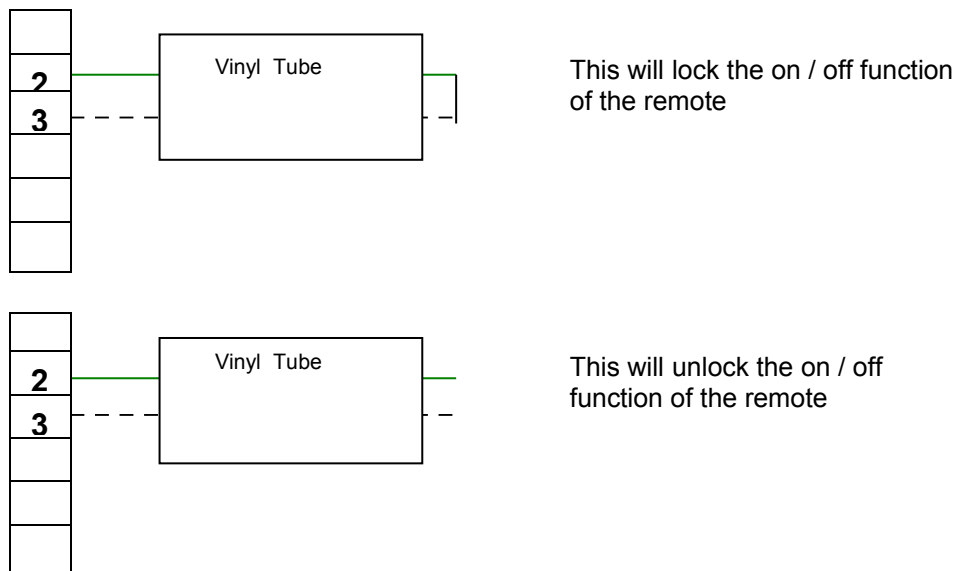 2
3
Vinyl Tube
This will lock the on / off function
of the remote
2
3
Vinyl Tube
This will unlock the on / off
function of the remote